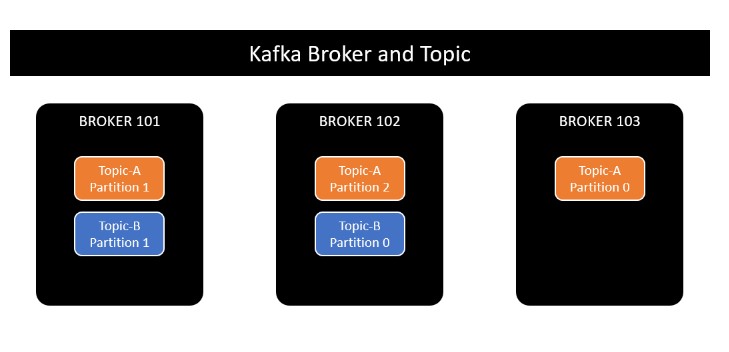 Kafka Broker and Topic
BROKER 101
Topic-A
Partition 1
Topic-B
Partition 1
BROKER 102
Topic-A
Partition 2
Topic-B
Partition 0
BROKER 103
Topic-A
Partition 0